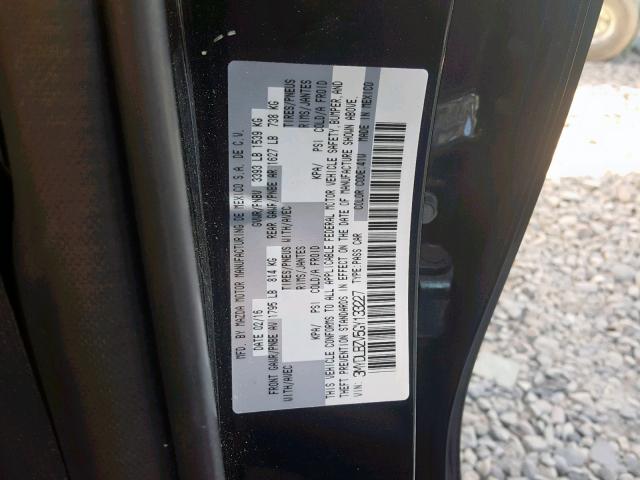 MFD. BY MAZDA MOTOR MANUFACTURING DE MEXICO S.A. DE C.V.
DATE 02/16 GVWR/PNBV 3393 LB 1539 KG
FRONT GAWR/PNBE AV 1795 LB 814 KG REAR GAWR/PNBE AR 1627 LB 738 KG
WITH/AVEC TIRES/PNEUS WITH/AVEC TIRES/PNEUS
RIMS/JANTES RIMS/JANTES
KPA/ PSI COLD/A FROID KPA/ PSI COLD/A FROID
THIS VEHICLE CONFORMS TO ALL APPLICABLE FEDERAL MOTOR VEHICLE SAFETY, BUMPER, AND
THEFT PREVENTION STANDARDS IN EFFECT ON THE DATE OF MANUFACTURE SHOWN ABOVE.
VIN: 3MYDLBZV5GY133227 TYPE:PASS CAR COLOR CODE:41U MADE IN MEXICO